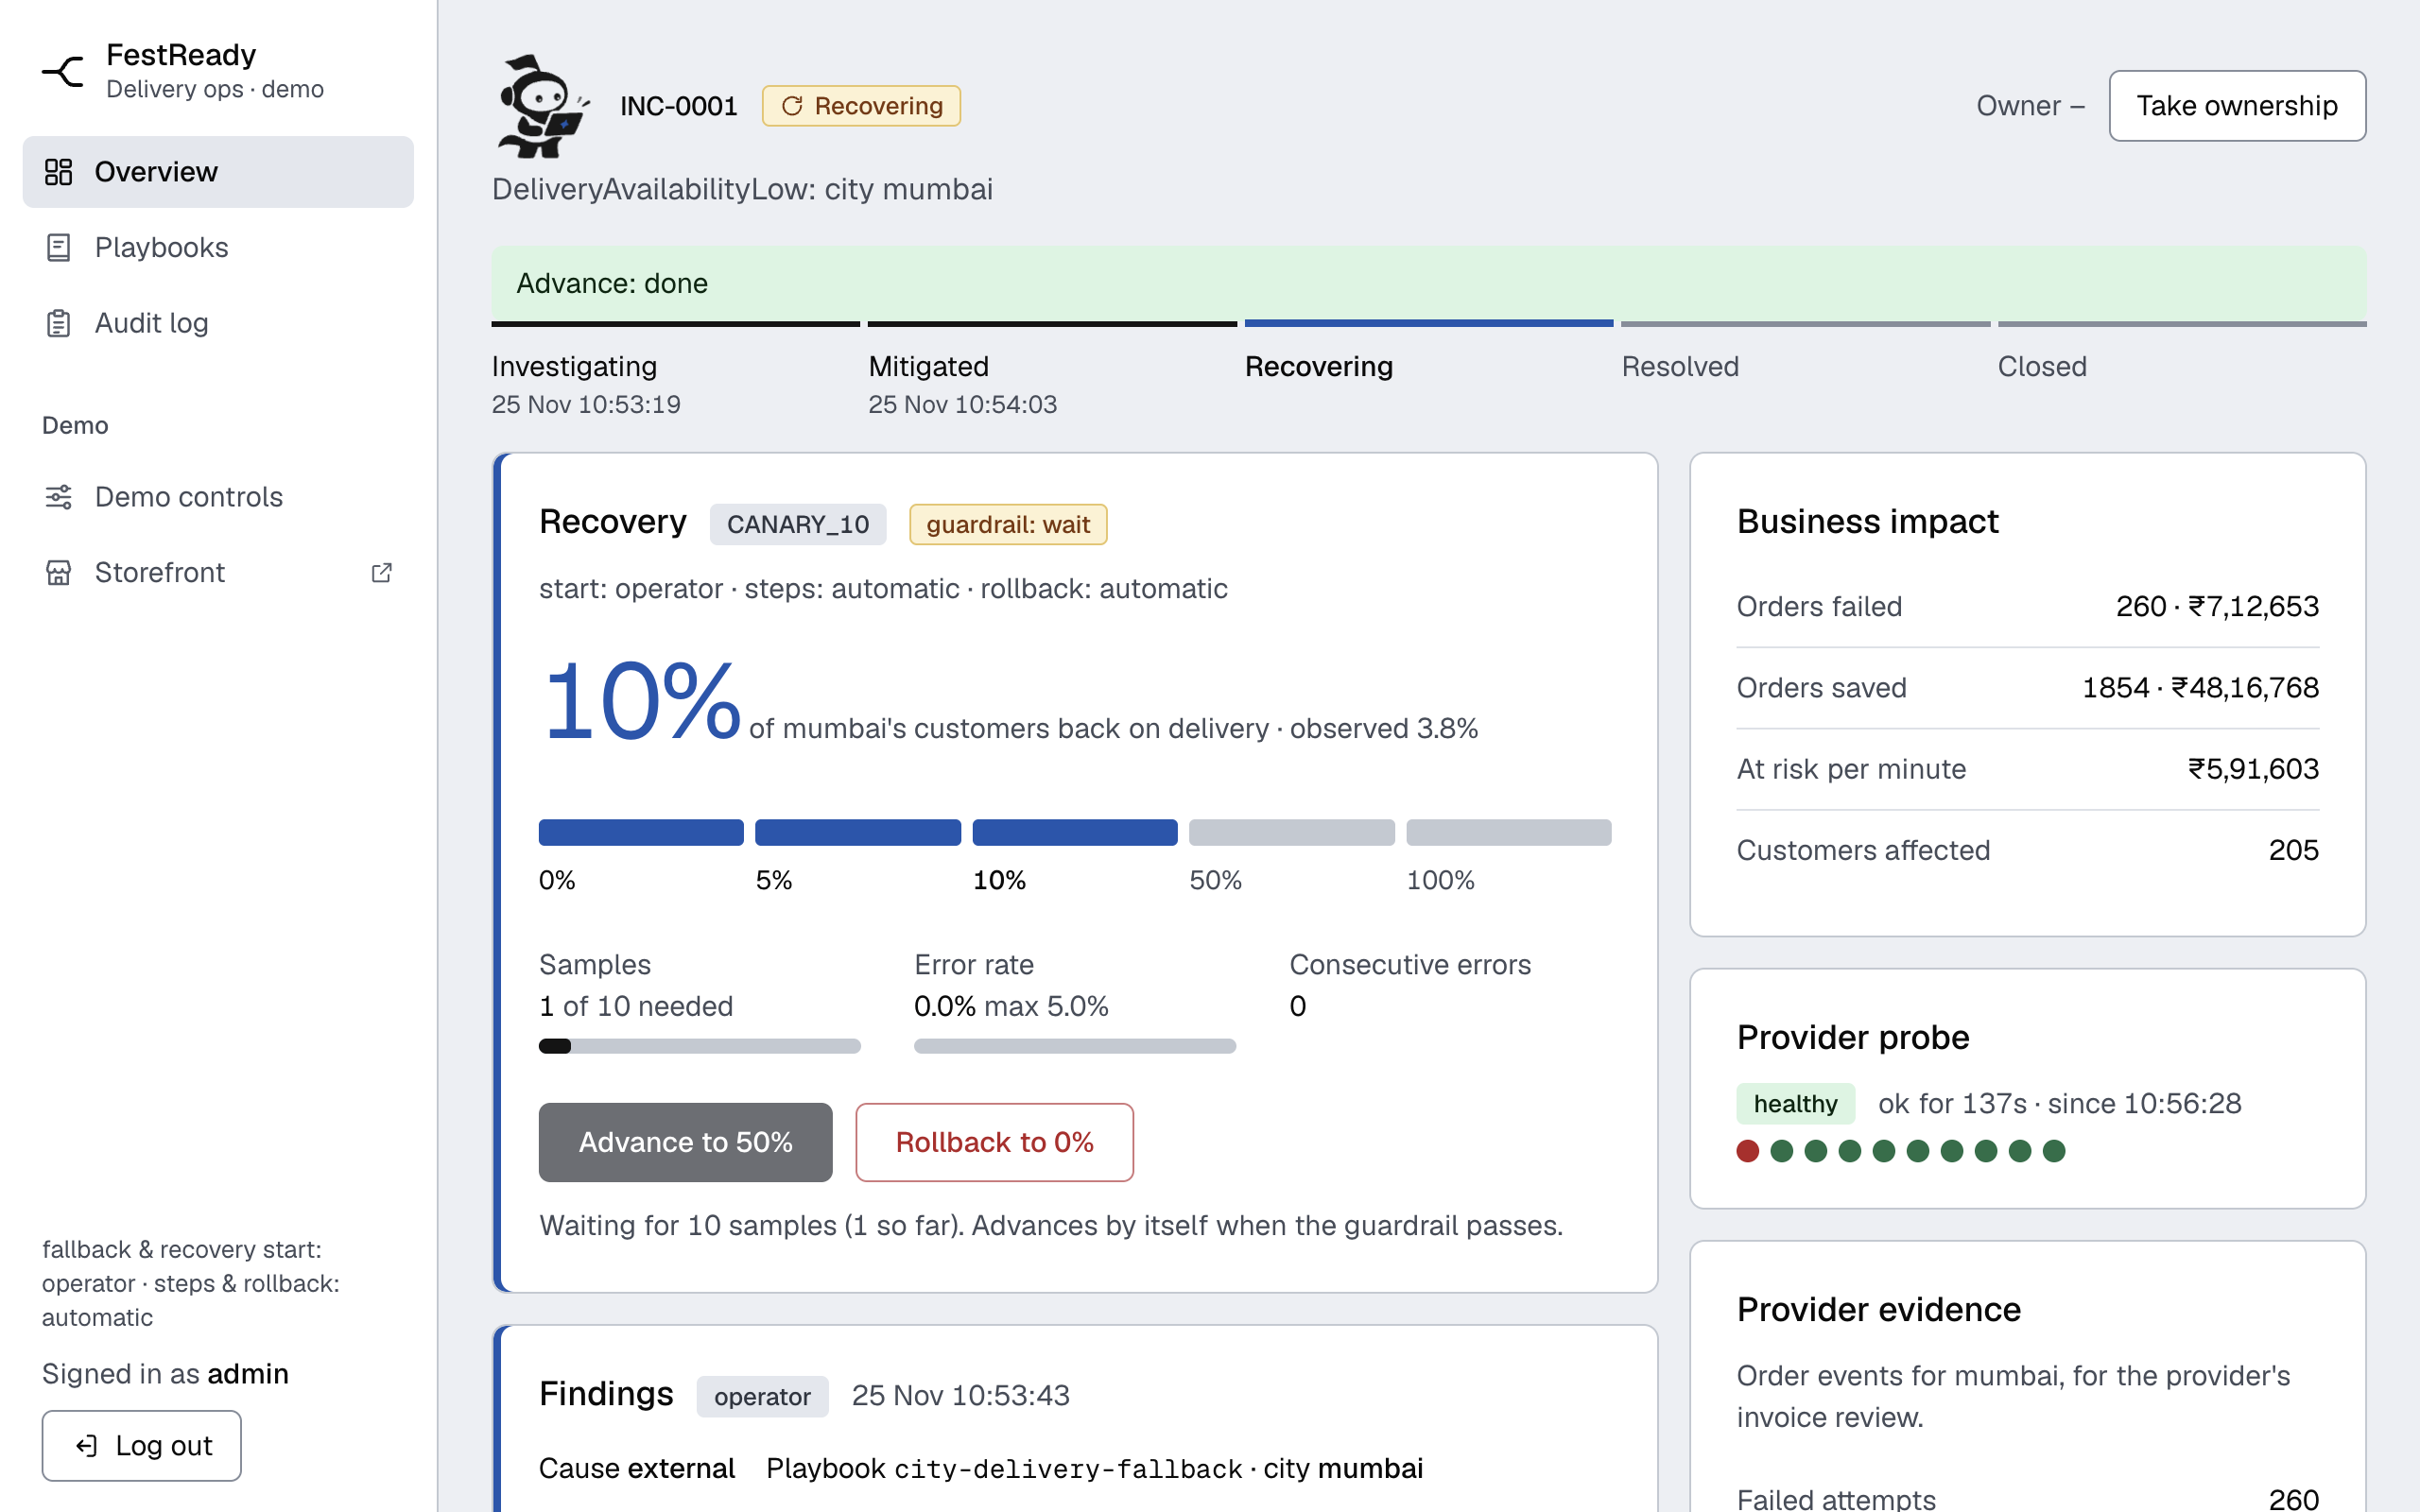 FestReady
Delivery ops · demo
Overview
Playbooks
Audit log
Demo
Demo controls
Storefront
fallback & recovery start:
operator · steps & rollback:
automatic
Signed in as admin
Log out
INC-0001
Recovering
Owner –
Take ownership
DeliveryAvailabilityLow: city mumbai
Advance: done
Investigating
25 Nov 10:53:19
Mitigated
25 Nov 10:54:03
Recovering
Resolved
Closed
Recovery
CANARY_10
guardrail: wait
start: operator · steps: automatic · rollback: automatic
10% of mumbai's customers back on delivery · observed 3.8%
0%
5%
10%
50%
100%
Samples
1 of 10 needed
Error rate
0.0% max 5.0%
Consecutive errors
0
Advance to 50%
Rollback to 0%
Waiting for 10 samples (1 so far). Advances by itself when the guardrail passes.
Findings
operator
25 Nov 10:53:43
Cause external
Playbook city-delivery-fallback · city mumbai
Business impact
Orders failed
260 · ₹7,12,653
Orders saved
1854 · ₹48,16,768
At risk per minute
₹5,91,603
Customers affected
205
Provider probe
healthy
ok for 137s · since 10:56:28
Provider evidence
Order events for mumbai, for the provider's
invoice review.
Failed attempts
260